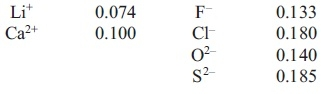 Li⁺ 0.074 F⁻ 0.133
Ca²⁺ 0.100 Cl⁻ 0.180
O²⁻ 0.140
S²⁻ 0.185